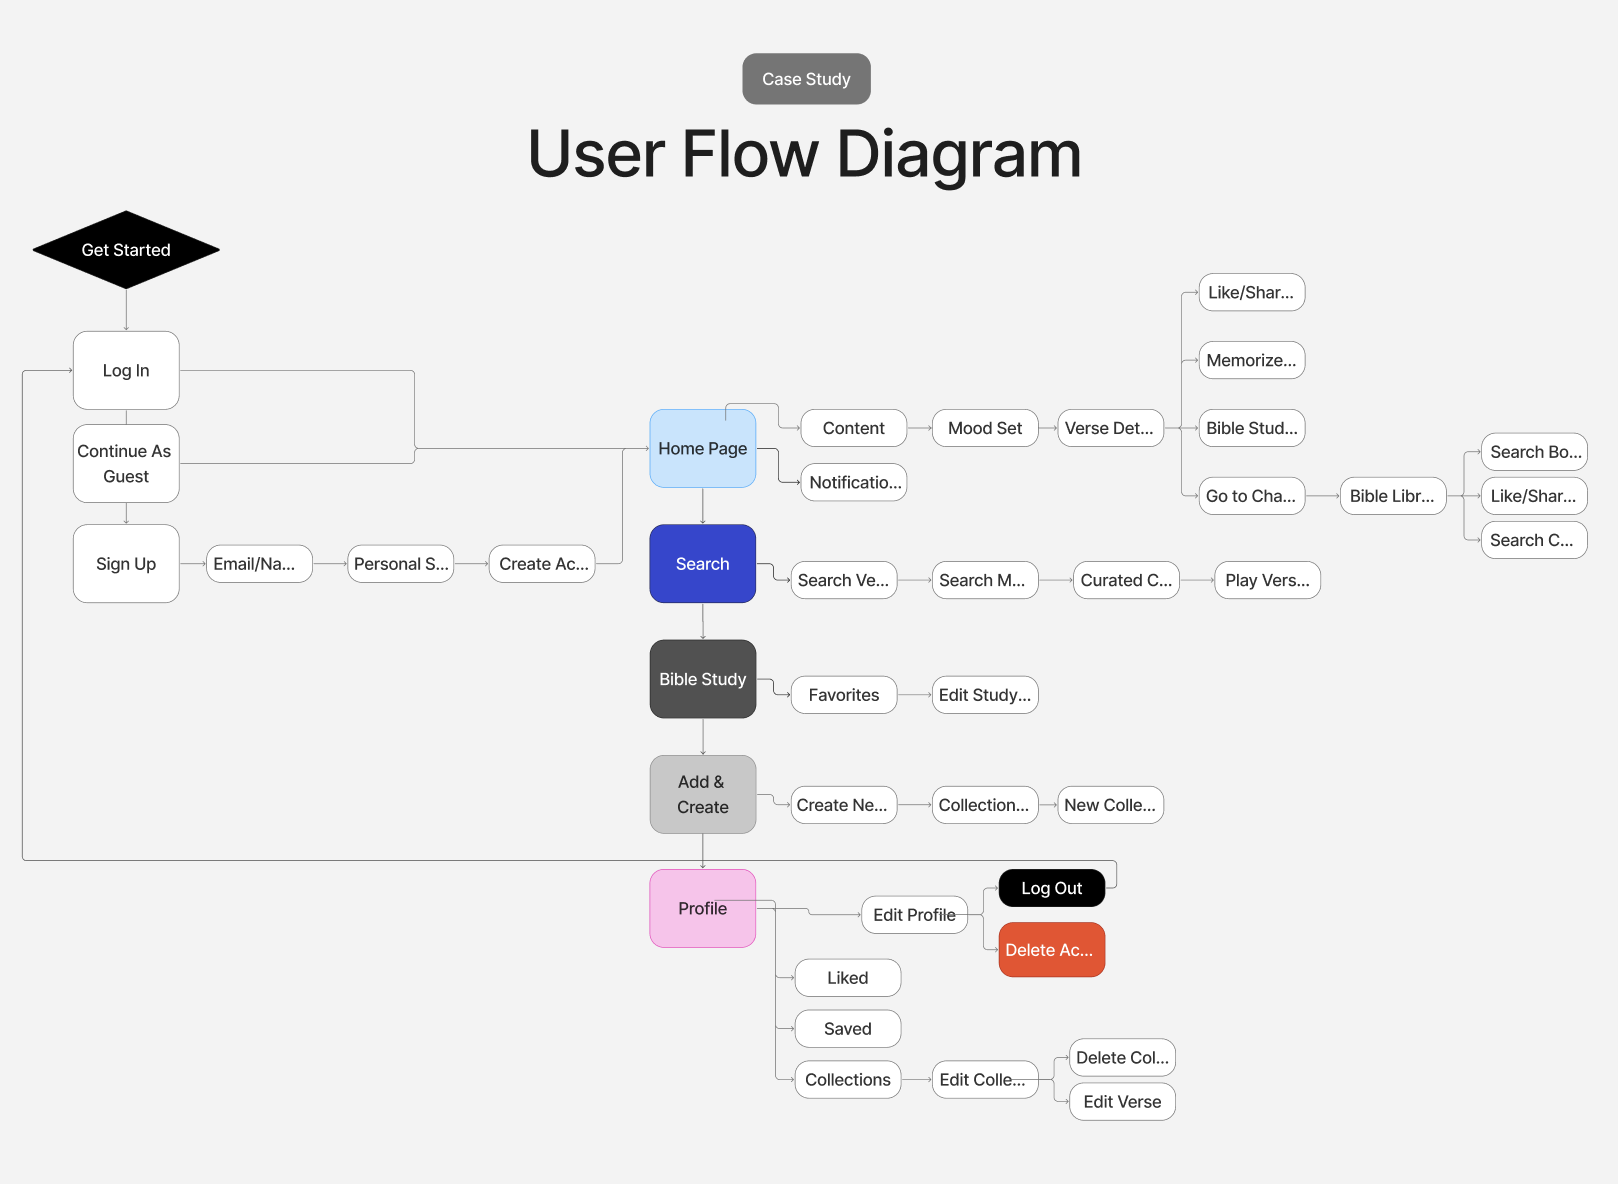 Case Study
User Flow Diagram
Get Started
Log In
Continue As
Guest
Sign Up
Email/Na...
Personal S...
Create Ac...
Home Page
Content
Mood Set
Verse Det...
Like/Shar...
Memorize...
Bible Stud...
Go to Cha...
Bible Libr...
Search Bo...
Like/Shar...
Search C...
Notificatio...
Search
Search Ve...
Search M...
Curated C...
Play Vers...
Bible Study
Favorites
Edit Study...
Add &
Create
Create Ne...
Collection...
New Colle...
Profile
Edit Profile
Log Out
Delete Ac...
Liked
Saved
Collections
Edit Colle...
Delete Col...
Edit Verse